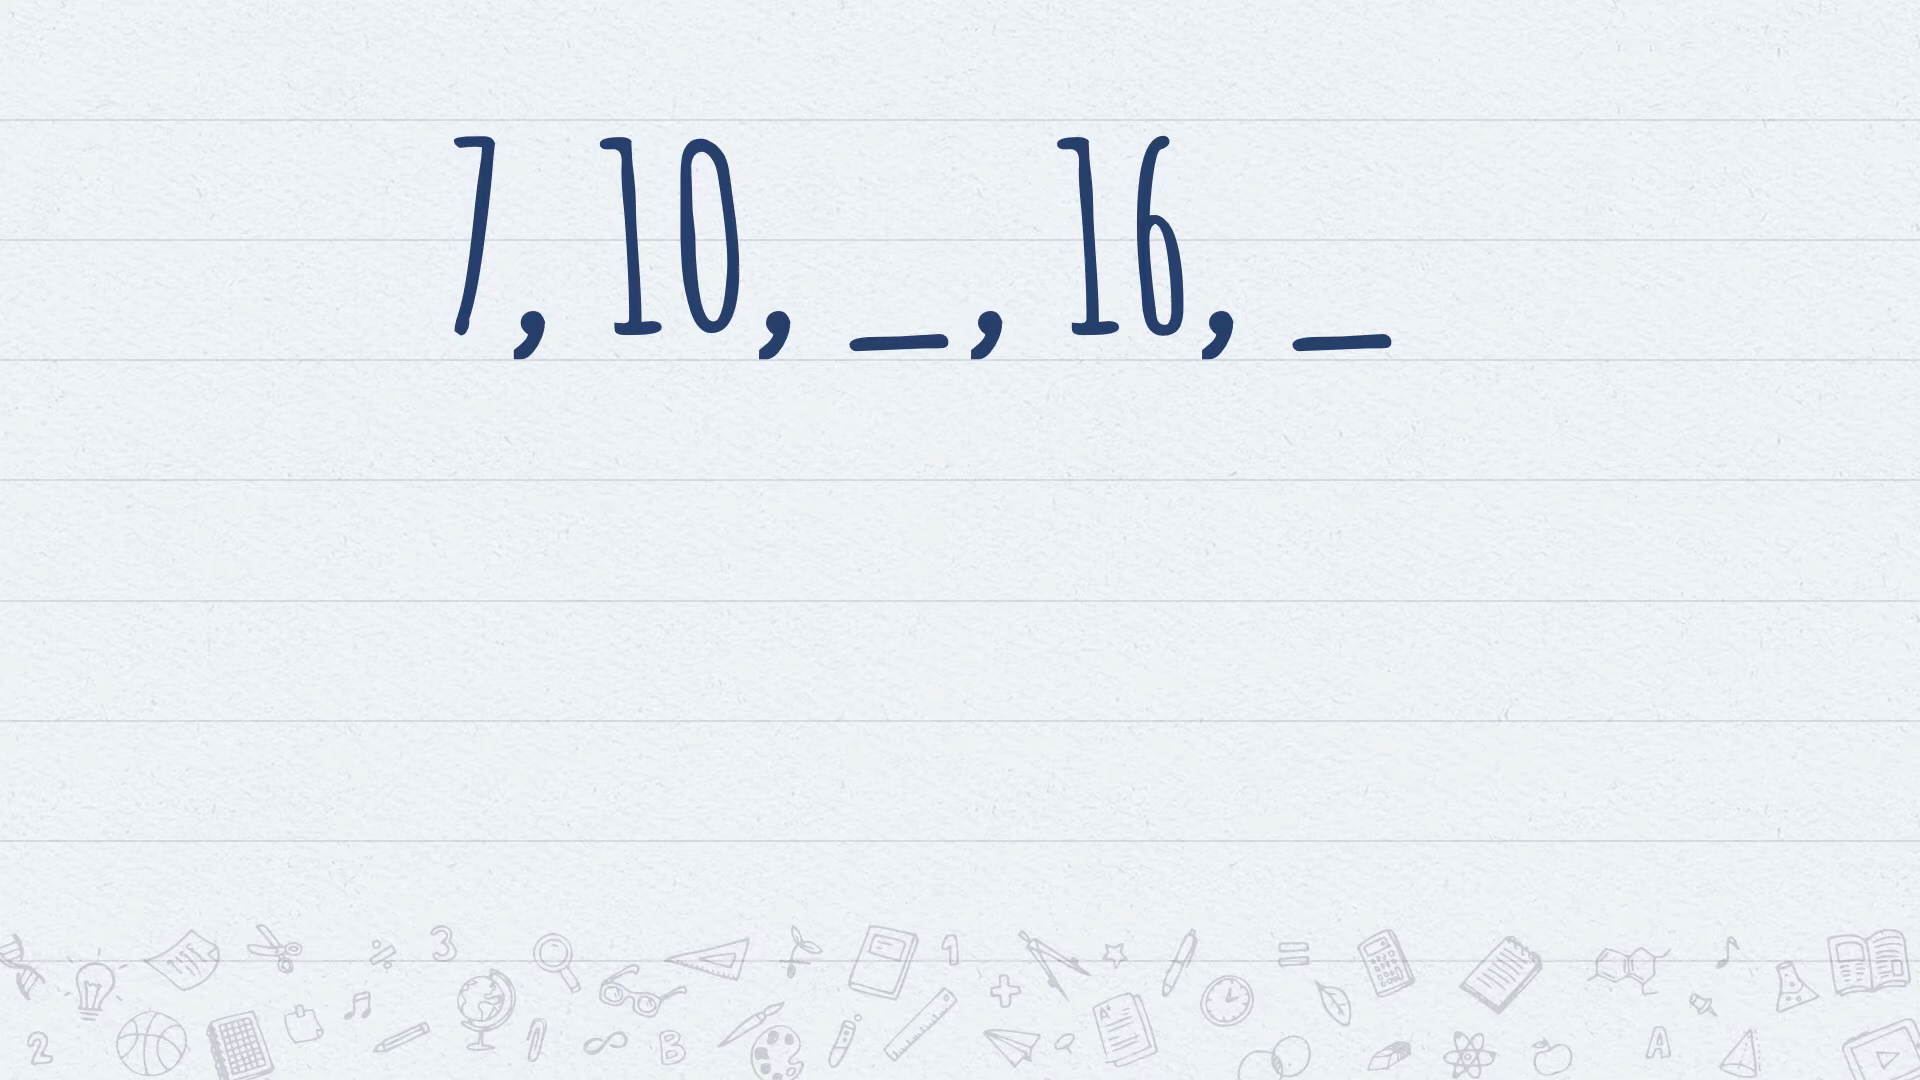 7, 10, _, 16, _